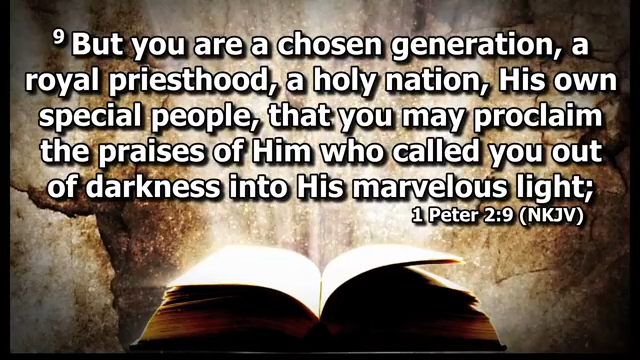 9 But you are a chosen generation, a
royal priesthood, a holy nation, His own
special people, that you may proclaim
the praises of Him who called you out
of darkness into His marvelous light;
1 Peter 2:9 (NKJV)